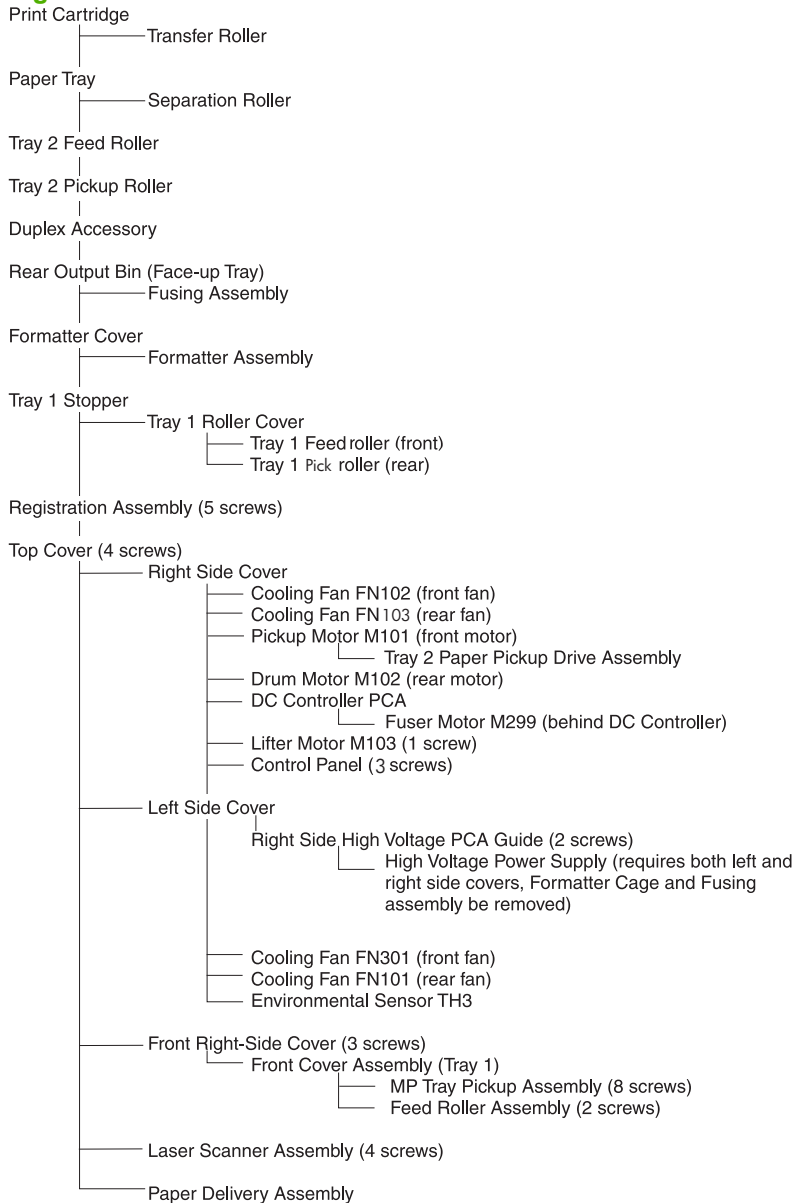 Print Cartridge
Transfer Roller
Paper Tray
Separation Roller
Tray 2 Feed Roller
Tray 2 Pickup Roller
Duplex Accessory
Rear Output Bin (Face-up Tray)
Fusing Assembly
Formatter Cover
Formatter Assembly
Tray 1 Stopper
Tray 1 Roller Cover
Tray 1 Feed roller (front)
Tray 1 Pick roller (rear)
Registration Assembly (5 screws)
Top Cover (4 screws)
Right Side Cover
Cooling Fan FN102 (front fan)
Cooling Fan FN103 (rear fan)
Pickup Motor M101 (front motor)
Tray 2 Paper Pickup Drive Assembly
Drum Motor M102 (rear motor)
DC Controller PCA
Fuser Motor M299 (behind DC Controller)
Lifter Motor M103 (1 screw)
Control Panel (3 screws)
Left Side Cover
Right Side High Voltage PCA Guide (2 screws)
High Voltage Power Supply (requires both left and
right side covers, Formatter Cage and Fusing
assembly be removed)
Cooling Fan FN301 (front fan)
Cooling Fan FN101 (rear fan)
Environmental Sensor TH3
Front Right-Side Cover (3 screws)
Front Cover Assembly (Tray 1)
MP Tray Pickup Assembly (8 screws)
Feed Roller Assembly (2 screws)
Laser Scanner Assembly (4 screws)
Paper Delivery Assembly